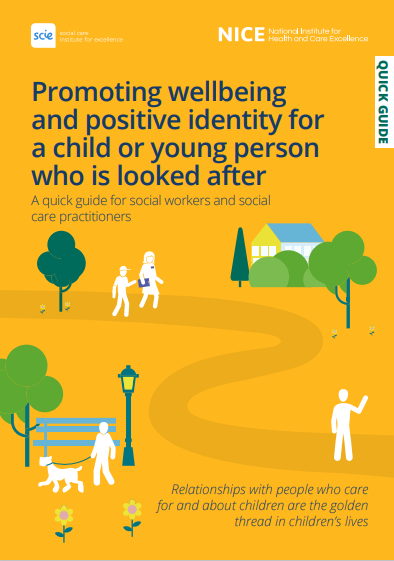 scie
social care
institute for excellence
NICE
National Institute for
Health and Care Excellence
QUICK GUIDE
Promoting wellbeing
and positive identity for
a child or young person
who is looked after
A quick guide for social workers and social
care practitioners
Relationships with people who care
for and about children are the golden
thread in children’s lives